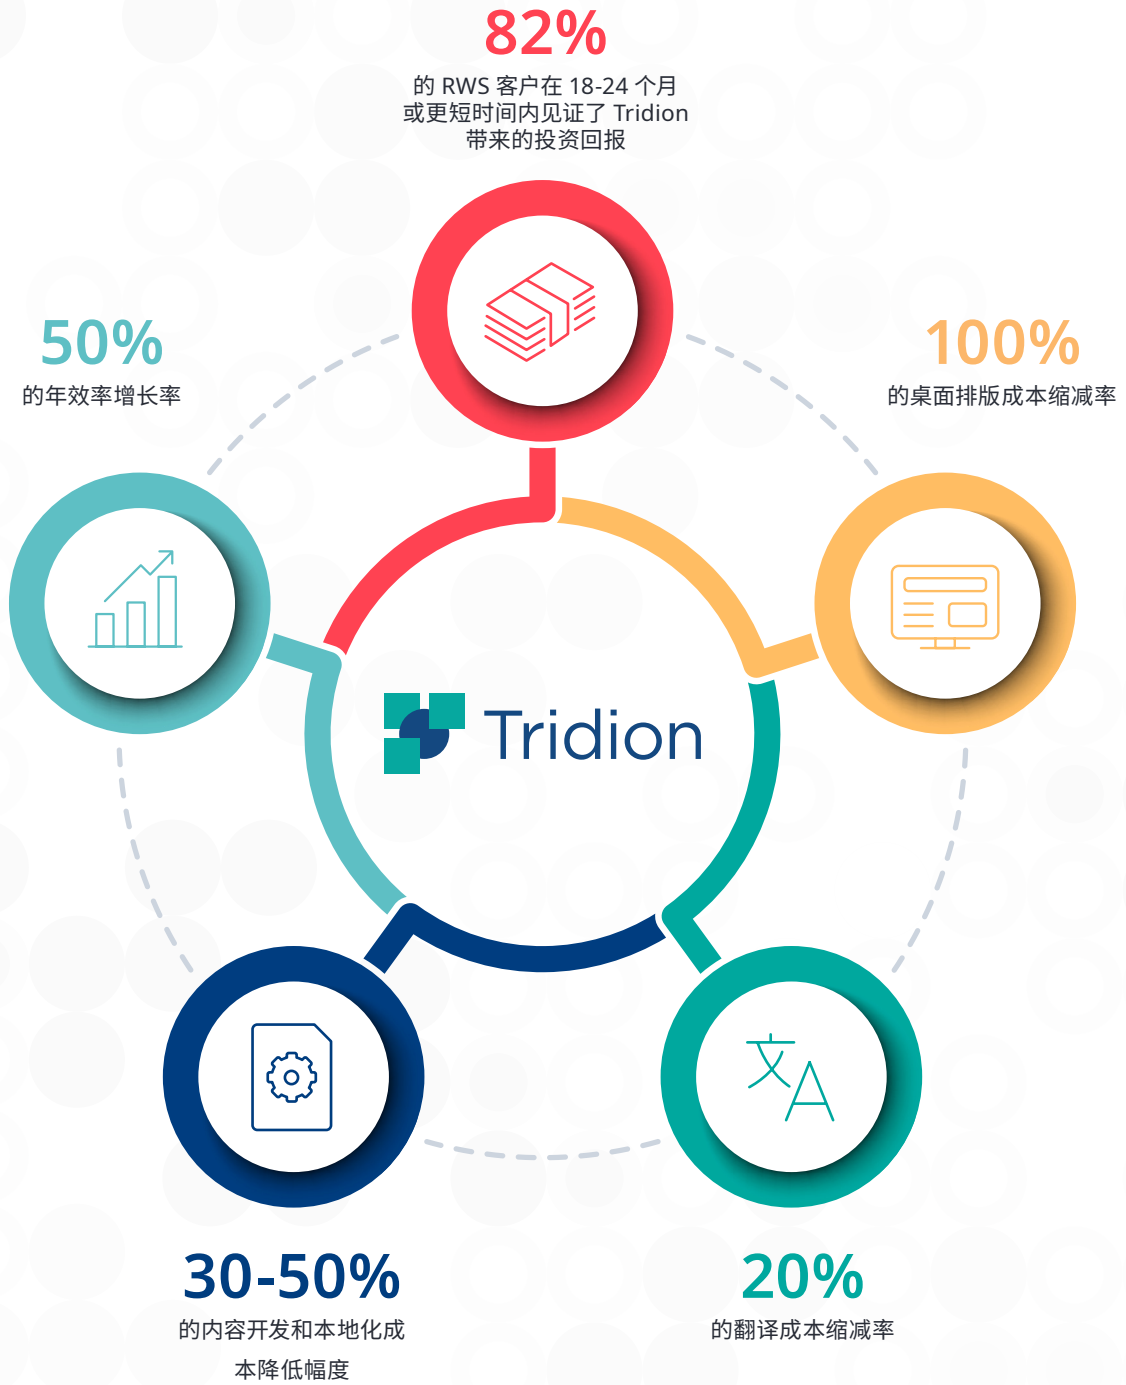 82%
的 RWS 客户在 18-24 个月
或更短时间内见证了 Tridion
带来的投资回报
50%
的年效率增长率
100%
的桌面排版成本缩减率
Tridion
文A
30-50%
的内容开发和本地化成
本降低幅度
20%
的翻译成本缩减率